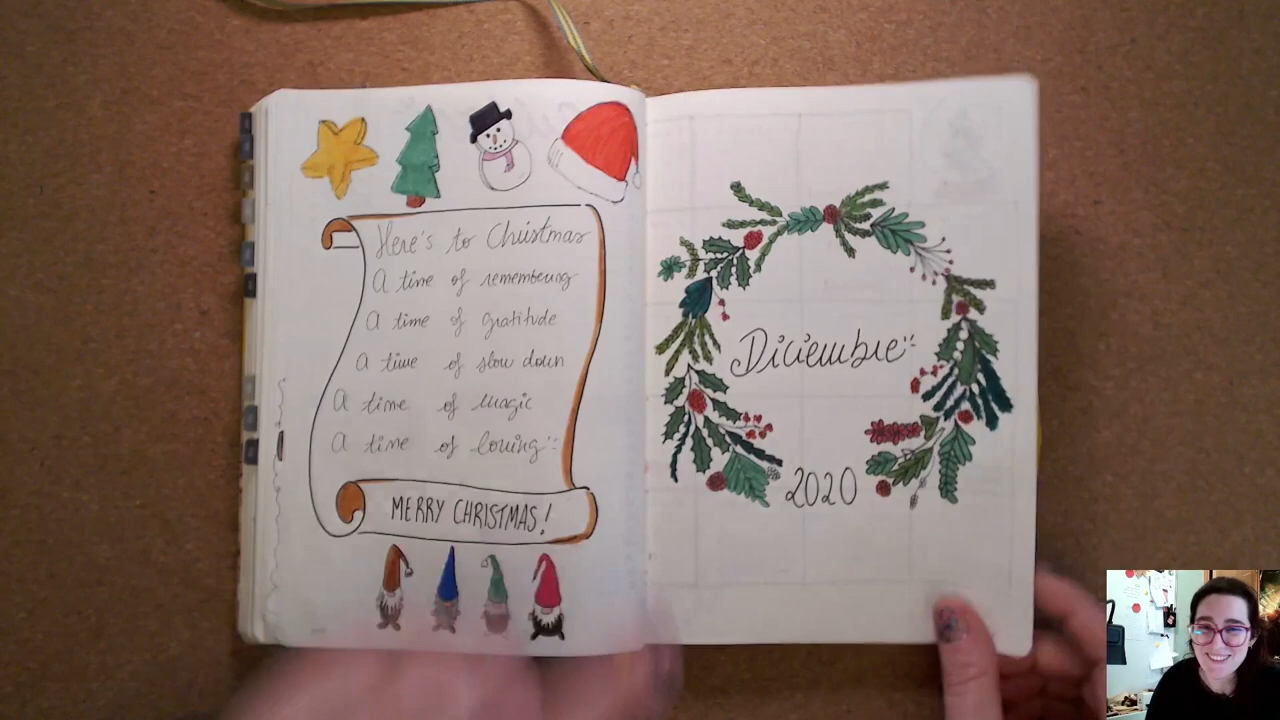 Here's to Christmas
A time of remembering
A time of gratitude
A time of slow down
A time of magic
A time of loving
MERRY CHRISTMAS!
Diciembre
2020